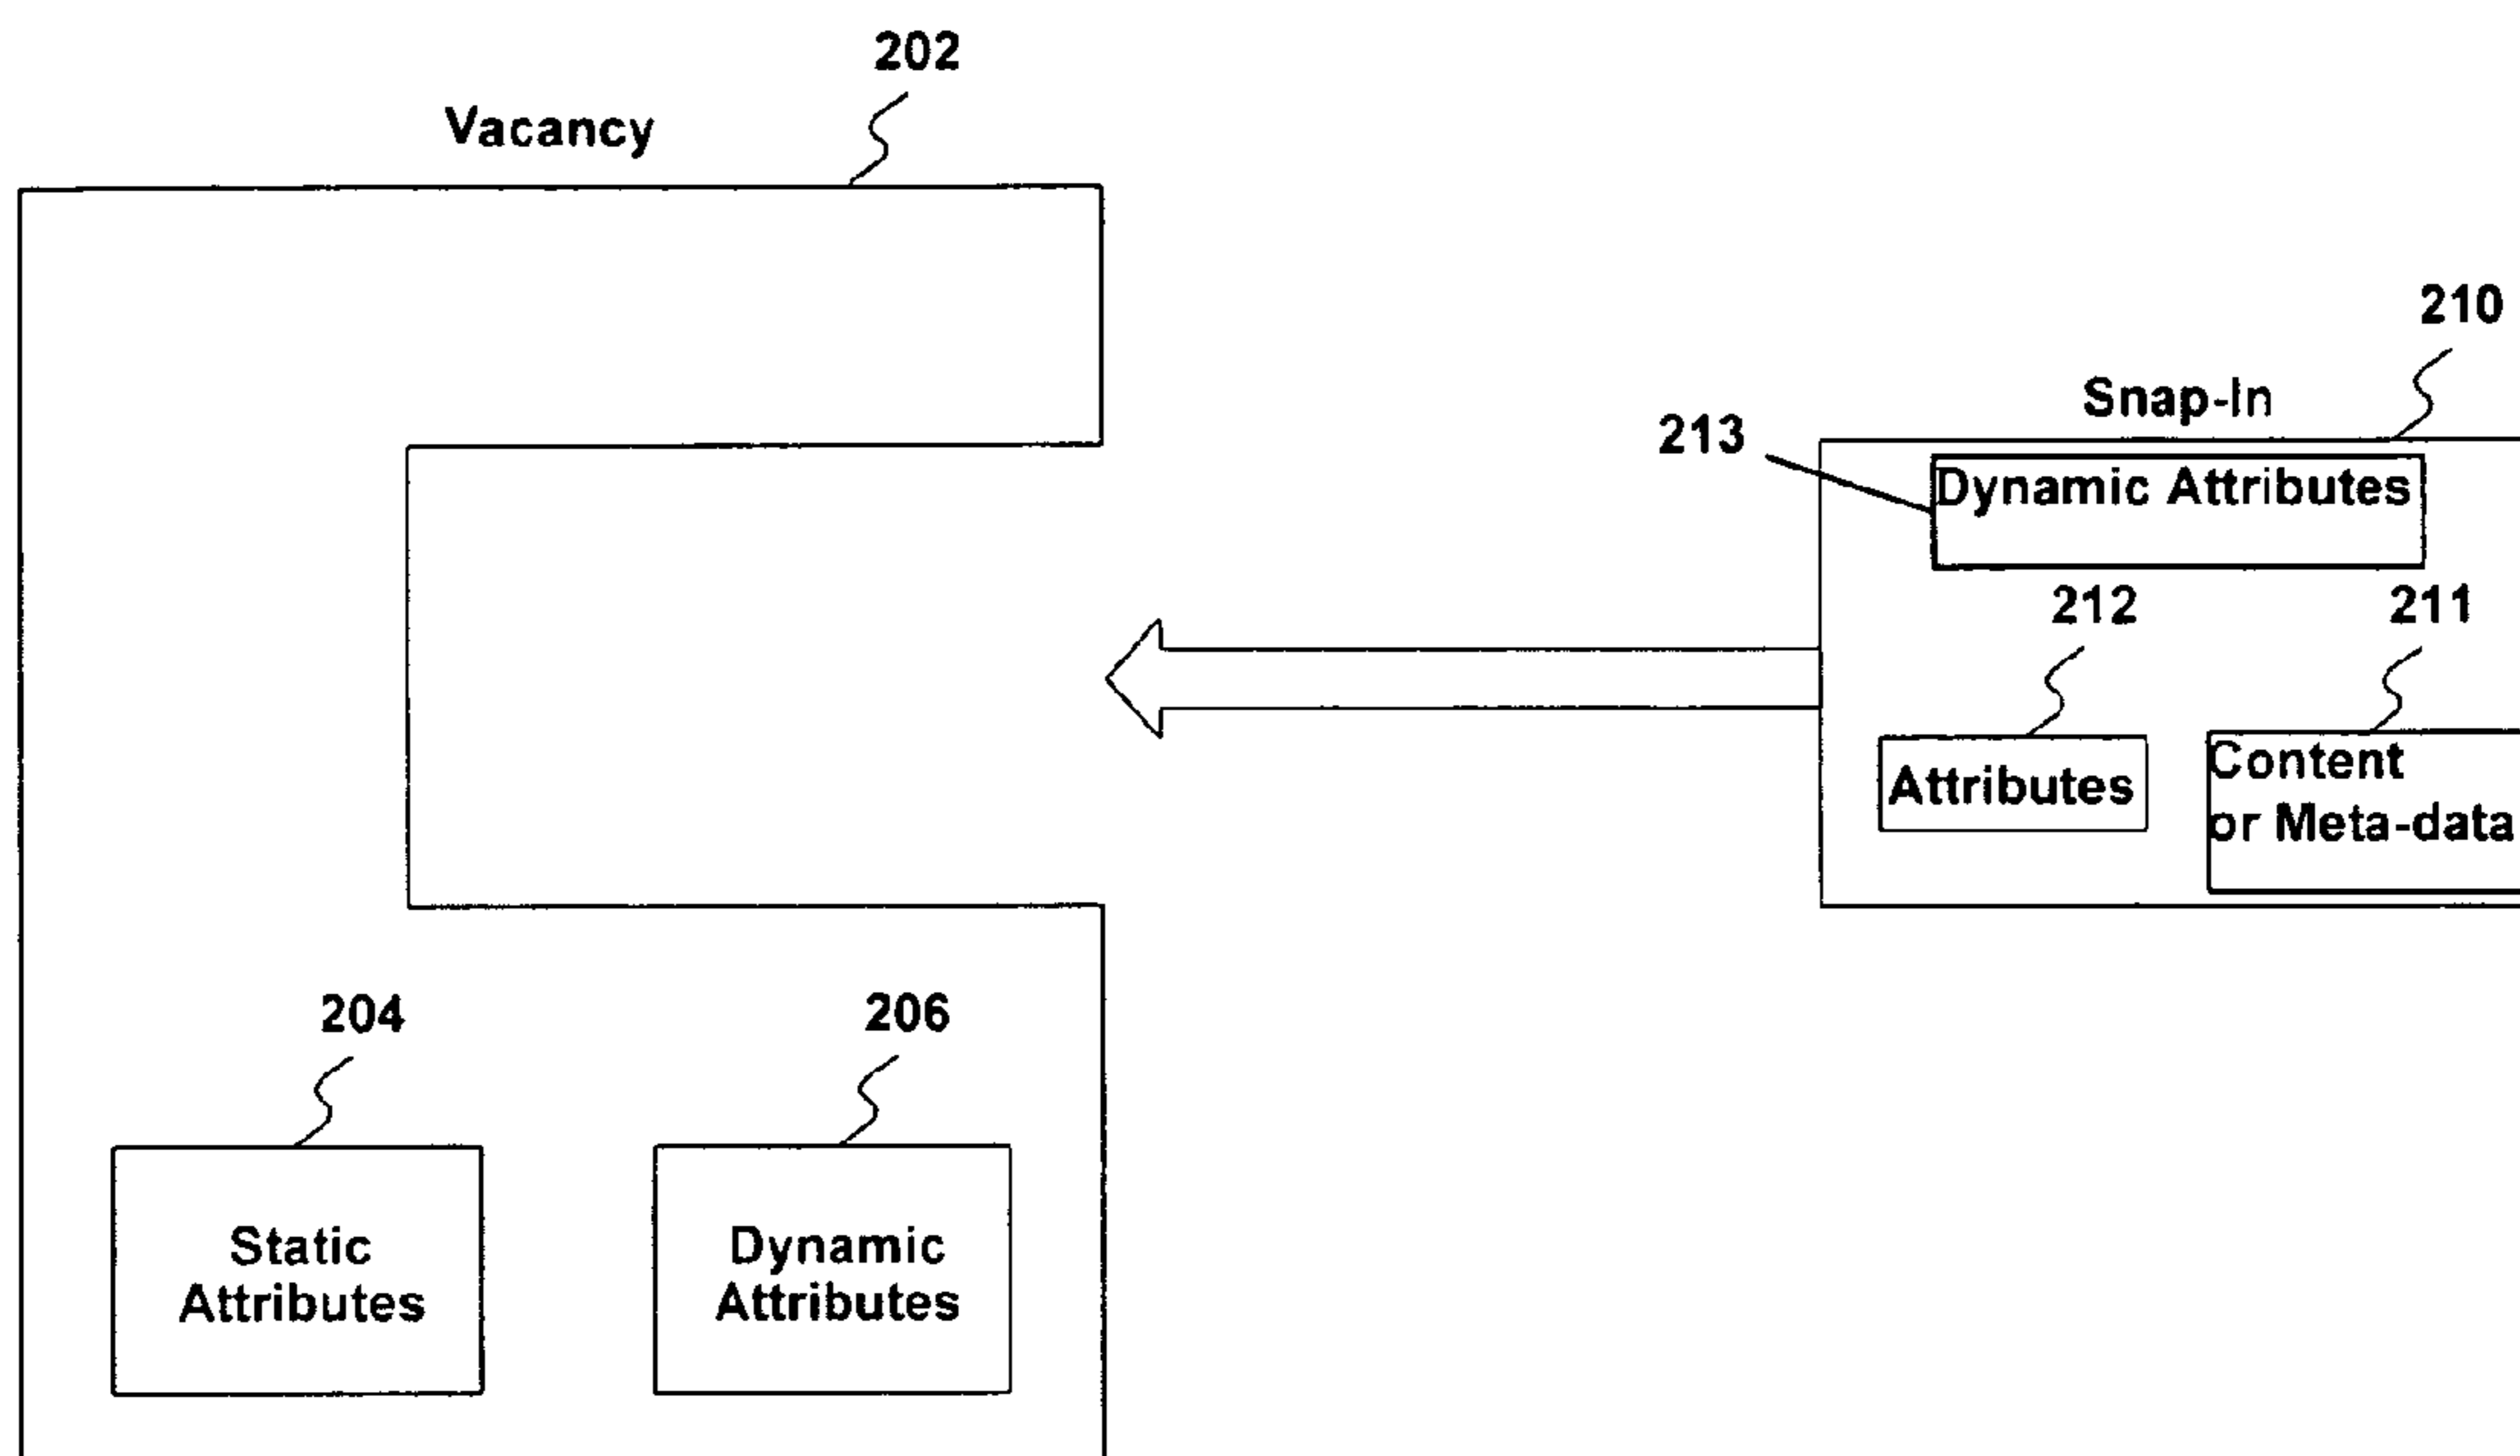 202
Vacancy
210
Snap-In
213
Dynamic Attributes
212
211
Attributes
Content
or Meta-data
204
206
Static
Attributes
Dynamic
Attributes